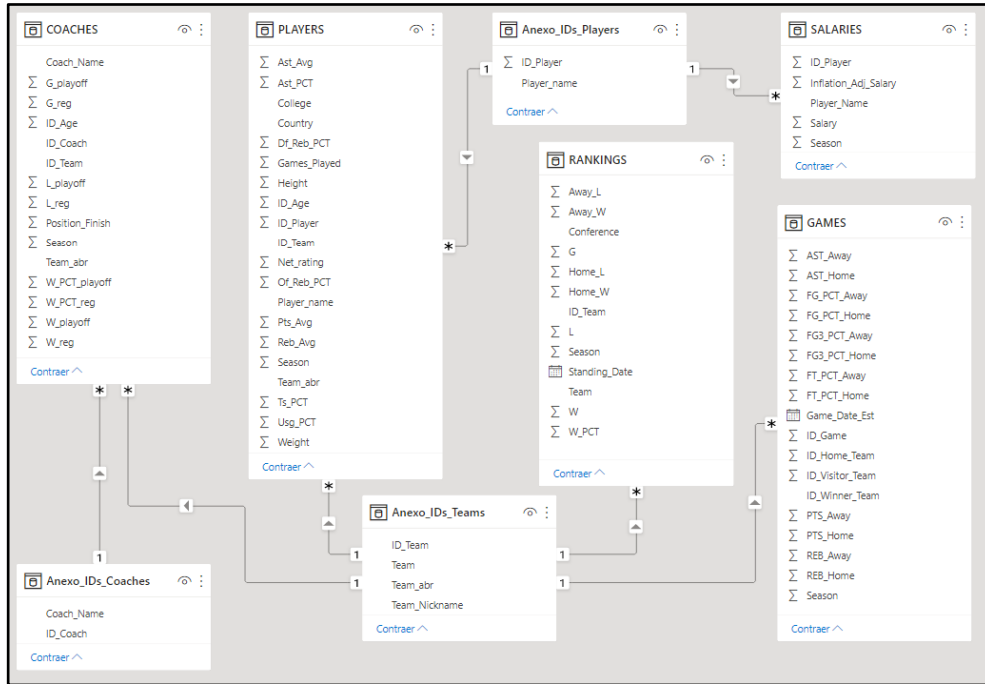 COACHES
Coach_Name
Σ G_playoff
Σ G_reg
Σ ID_Age
ID_Coach
ID_Team
Σ L_playoff
Σ L_reg
Σ Position_Finish
Σ Season
Team_abr
Σ W_PCT_playoff
Σ W_PCT_reg
Σ W_playoff
Σ W_reg
Contraer
PLAYERS
Σ Ast_Avg
Σ Ast_PCT
College
Country
Σ Df_Reb_PCT
Σ Games_Played
Σ Height
Σ ID_Age
Σ ID_Player
ID_Team
Σ Net_rating
Σ Of_Reb_PCT
Player_name
Σ Pts_Avg
Σ Reb_Avg
Σ Season
Team_abr
Σ Ts_PCT
Σ Usg_PCT
Σ Weight
Contraer
Anexo_IDs_Players
Σ ID_Player
Player_name
Contraer
SALARIES
Σ ID_Player
Σ Inflation_Adj_Salary
Player_Name
Σ Salary
Σ Season
Contraer
RANKINGS
Σ Away_L
Σ Away_W
Conference
Σ G
Σ Home_L
Σ Home_W
ID_Team
Σ L
Σ Season
Standing_Date
Team
Σ W
Σ W_PCT
Contraer
GAMES
Σ AST_Away
Σ AST_Home
Σ FG_PCT_Away
Σ FG_PCT_Home
Σ FG3_PCT_Away
Σ FG3_PCT_Home
Σ FT_PCT_Away
Σ FT_PCT_Home
Game_Date_Est
Σ ID_Game
Σ ID_Home_Team
Σ ID_Visitor_Team
ID_Winner_Team
Σ PTS_Away
Σ PTS_Home
Σ REB_Away
Σ REB_Home
Σ Season
Contraer
Anexo_IDs_Teams
ID_Team
Team
Team_abr
Team_Nickname
Contraer
Anexo_IDs_Coaches
Coach_Name
ID_Coach
Contraer
1
*
1
*
*
*
1
*
1
*
1
*
1
1